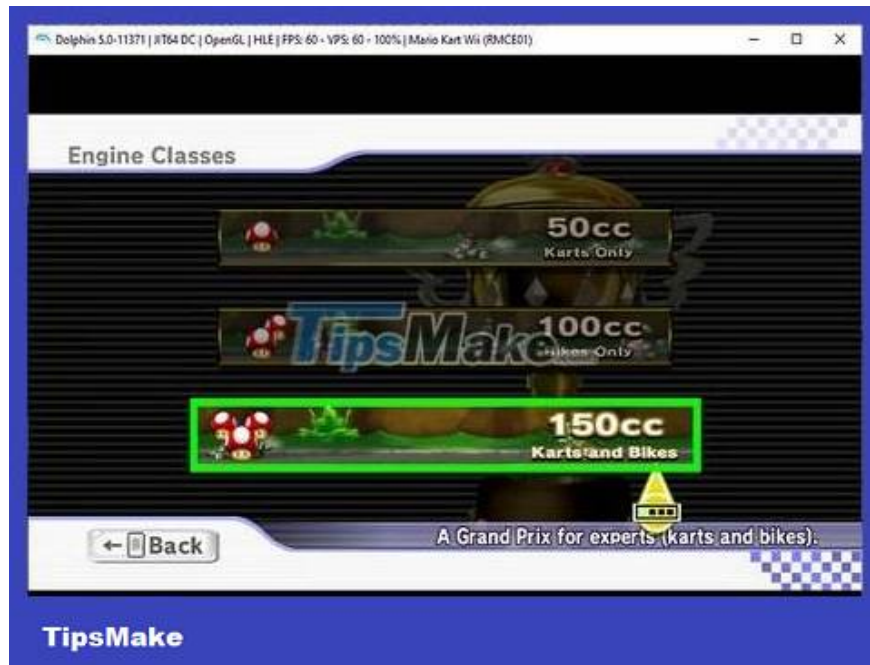 Dolphin 5.0-11371 | JIT64 DC | OpenGL | HLE | FPS: 60 - VPS: 60 - 100% | Mario Kart Wii (RMCE01)
Engine Classes
50cc
Karts Only
100cc
Bikes Only
TipsMake
150cc
Karts and Bikes
← Back
A Grand Prix for experts (karts and bikes).
TipsMake